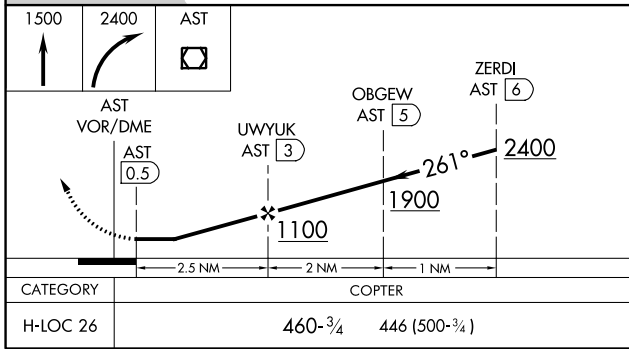 1500 2400 AST
AST
VOR/DME
AST
0.5
UWYUK
AST 3
OBGEW
AST 5
ZERDI
AST 6
261°
2400
1900
1100
2.5 NM 2 NM 1 NM
CATEGORY COPTER
H-LOC 26 460-¾ 446 (500-¾)